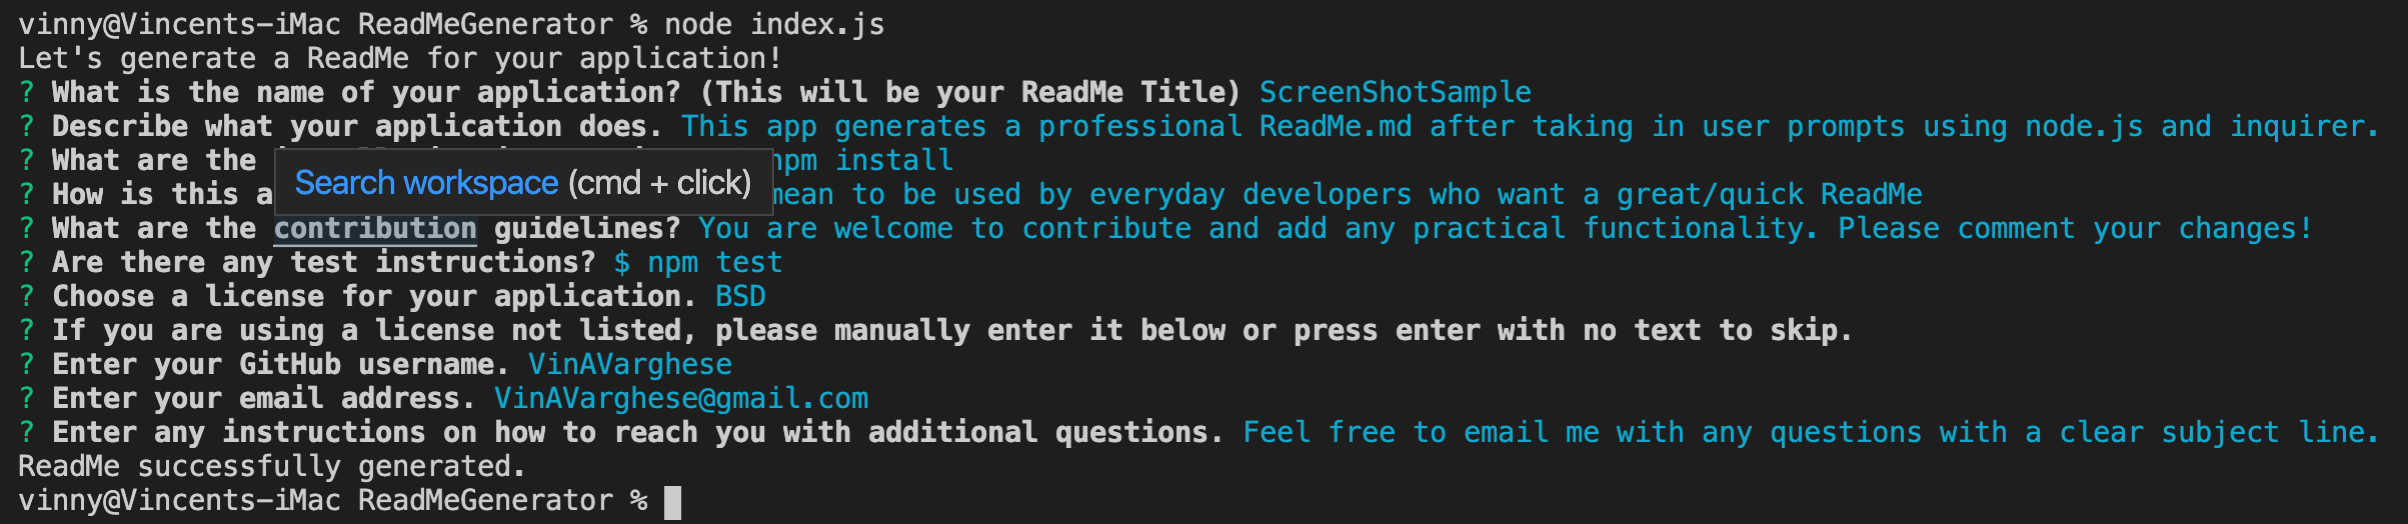 vinny@Vincents-iMac ReadMeGenerator % node index.js
Let's generate a ReadMe for your application!
? What is the name of your application? (This will be your ReadMe Title) ScreenShotSample
? Describe what your application does. This app generates a professional ReadMe.md after taking in user prompts using node.js and inquirer.
? What are the npm install
Search workspace (cmd + click)
? How is this a mean to be used by everyday developers who want a great/quick ReadMe
? What are the contribution guidelines? You are welcome to contribute and add any practical functionality. Please comment your changes!
? Are there any test instructions? $ npm test
? Choose a license for your application. BSD
? If you are using a license not listed, please manually enter it below or press enter with no text to skip.
? Enter your GitHub username. VinAVarghese
? Enter your email address. VinAVarghese@gmail.com
? Enter any instructions on how to reach you with additional questions. Feel free to email me with any questions with a clear subject line.
ReadMe successfully generated.
vinny@Vincents-iMac ReadMeGenerator %